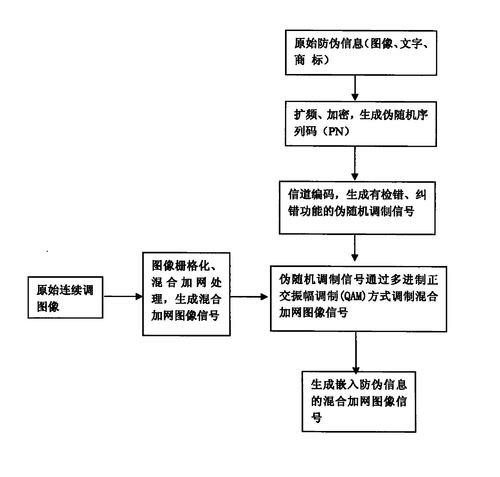 原始防伪信息(图像、文字、
商 标)
扩频、加密，生成伪随机序
列码（PN）
信道编码，生成有检错、纠
错功能的伪随机调制信号
图像栅格化、
混合加网处
理，生成混合
加网图像信号
原始连续调
图像
伪随机调制信号通过多进制正
交振幅调制(QAM)方式调制混合
加网图像信号
生成嵌入防伪信息
的混合加网图像信
号